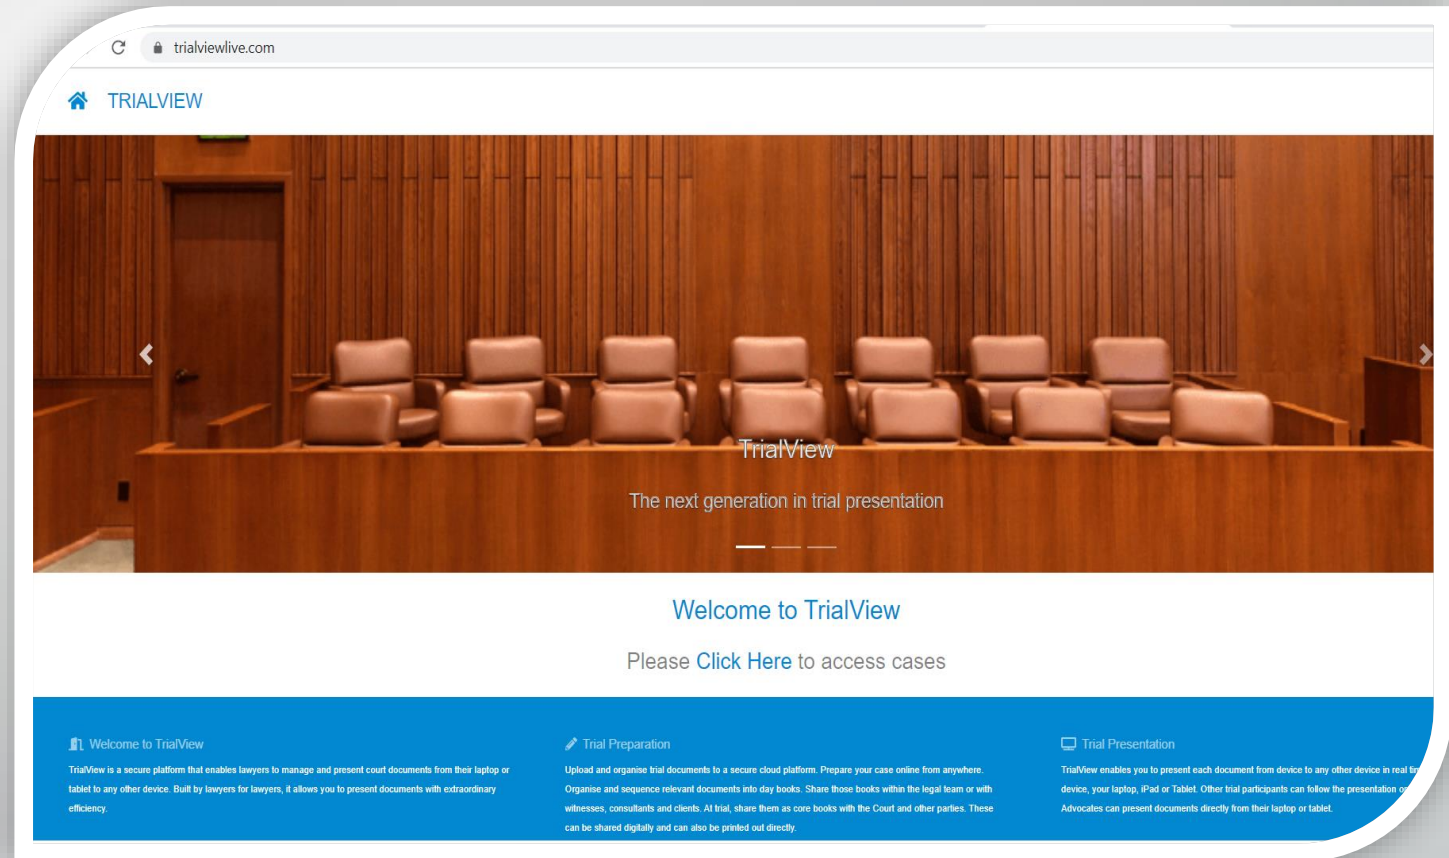 trialviewlive.com
TRIALVIEW
TrialView
The next generation in trial presentation
Welcome to TrialView
Please Click Here to access cases
Welcome to TrialView
TrialView is a secure platform that enables lawyers to manage and present court documents from their laptop or
tablet to any other device. Built by lawyers for lawyers, it allows you to present documents with extraordinary
efficiency.
Trial Preparation
Upload and organise trial documents to a secure cloud platform. Prepare your case online from anywhere.
Organise and sequence relevant documents into day books. Share those books within the legal team or with
witnesses, consultants and clients. At trial, share them as core books with the Court and other parties. These
can be shared digitally and can also be printed out directly.
Trial Presentation
TrialView enables you to present each document from device to any other device in real
device, your laptop, iPad or Tablet. Other trial participants can follow the presentation
Advocates can present documents directly from their laptop or tablet.